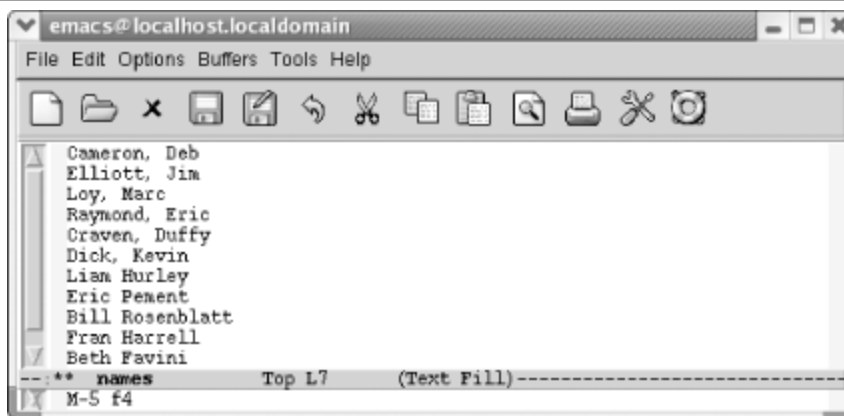 emacs@localhost.localdomain
File Edit Options Buffers Tools Help
Cameron, Deb
Elliott, Jim
Loy, Marc
Raymond, Eric
Craven, Duffy
Dick, Kevin
Liam Hurley
Eric Pement
Bill Rosenblatt
Fran Harrell
Beth Favini
--:** names Top L7 (Text Fill)------------------------------
M-5 f4